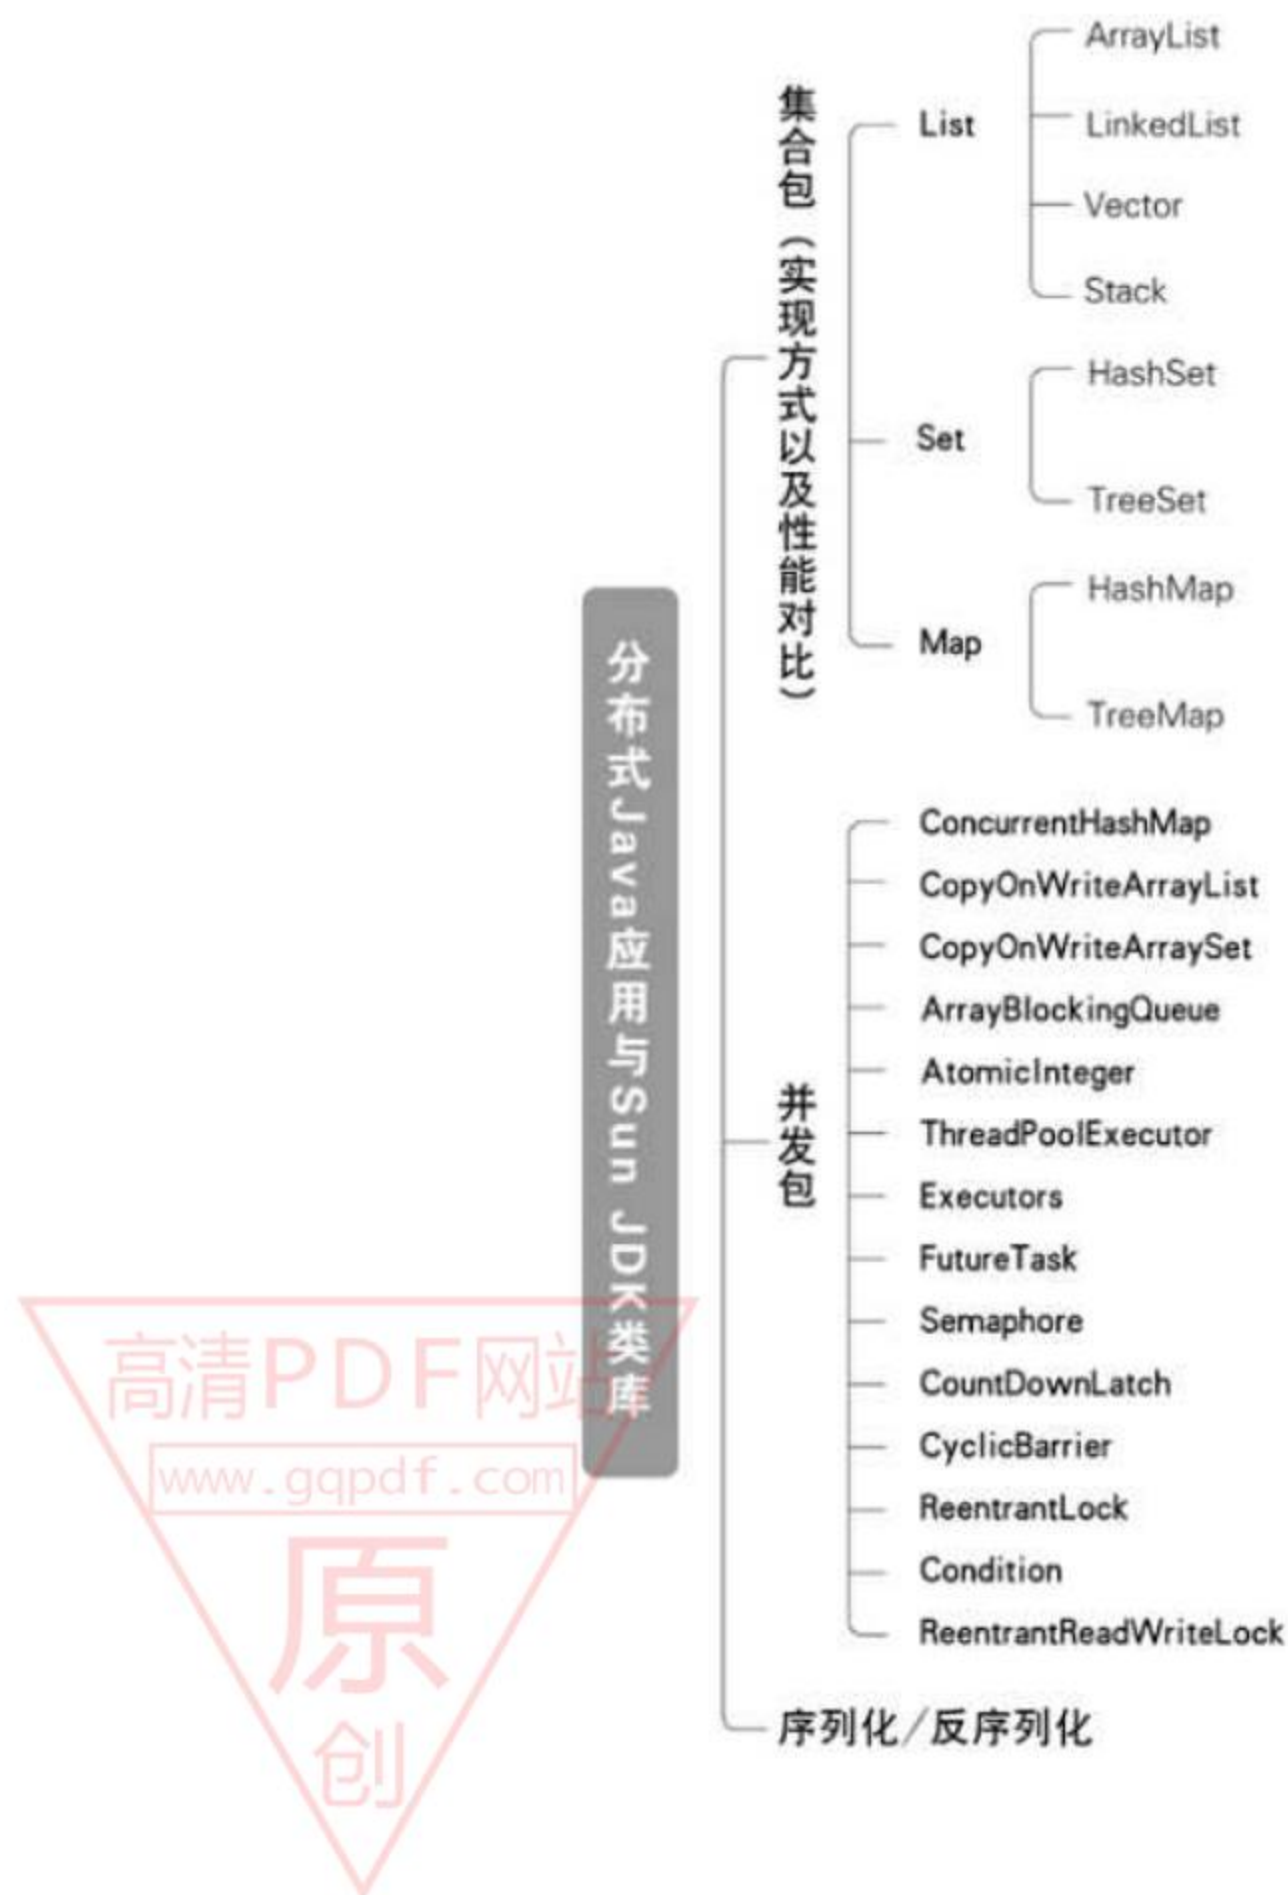 分布式Java应用与Sun JDK类库
集合包（实现方式以及性能对比）
List
ArrayList
LinkedList
Vector
Stack
Set
HashSet
TreeSet
Map
HashMap
TreeMap
并发包
ConcurrentHashMap
CopyOnWriteArrayList
CopyOnWriteArraySet
ArrayBlockingQueue
AtomicInteger
ThreadPoolExecutor
Executors
FutureTask
Semaphore
CountDownLatch
CyclicBarrier
ReentrantLock
Condition
ReentrantReadWriteLock
序列化/反序列化
高清PDF网站
www.gqpdf.com
原
创